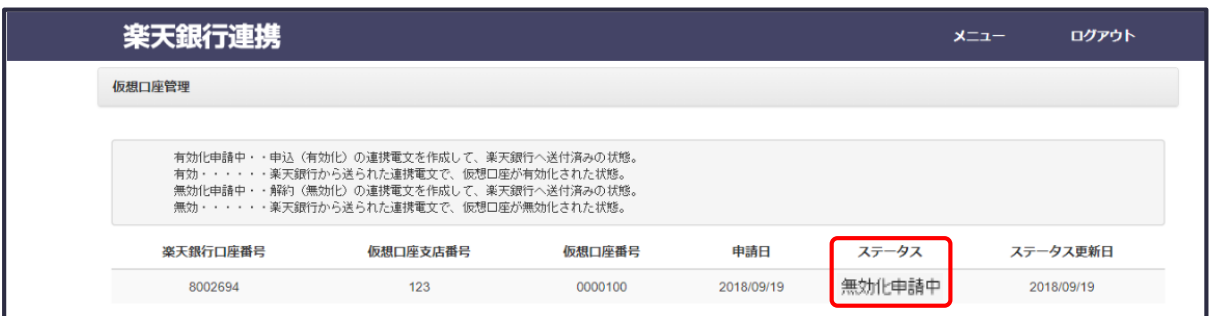 楽天銀行連携
メニュー ログアウト
仮想口座管理
有効化申請中・・申込（有効化）の連携電文を作成して、楽天銀行へ送付済みの状態。
有効・・・・・・楽天銀行から送られた連携電文で、仮想口座が有効化された状態。
無効化申請中・・解約（無効化）の連携電文を作成して、楽天銀行へ送付済みの状態。
無効・・・・・・楽天銀行から送られた連携電文で、仮想口座が無効化された状態。
楽天銀行口座番号 仮想口座支店番号 仮想口座番号 申請日 ステータス ステータス更新日
8002694 123 0000100 2018/09/19 無効化申請中 2018/09/19